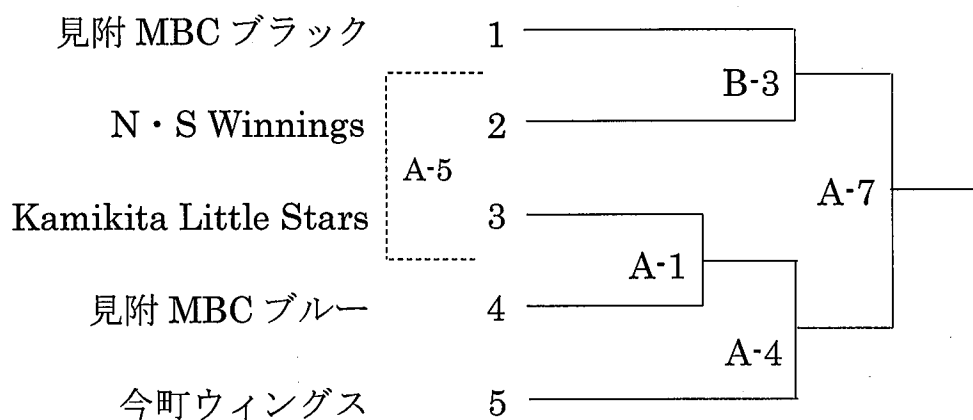 見附 MBC ブラック 1
B-3
N・S Winnings 2
A-5
A-7
Kamikita Little Stars 3
A-1
見附 MBC ブルー 4
A-4
今町ウィングス 5